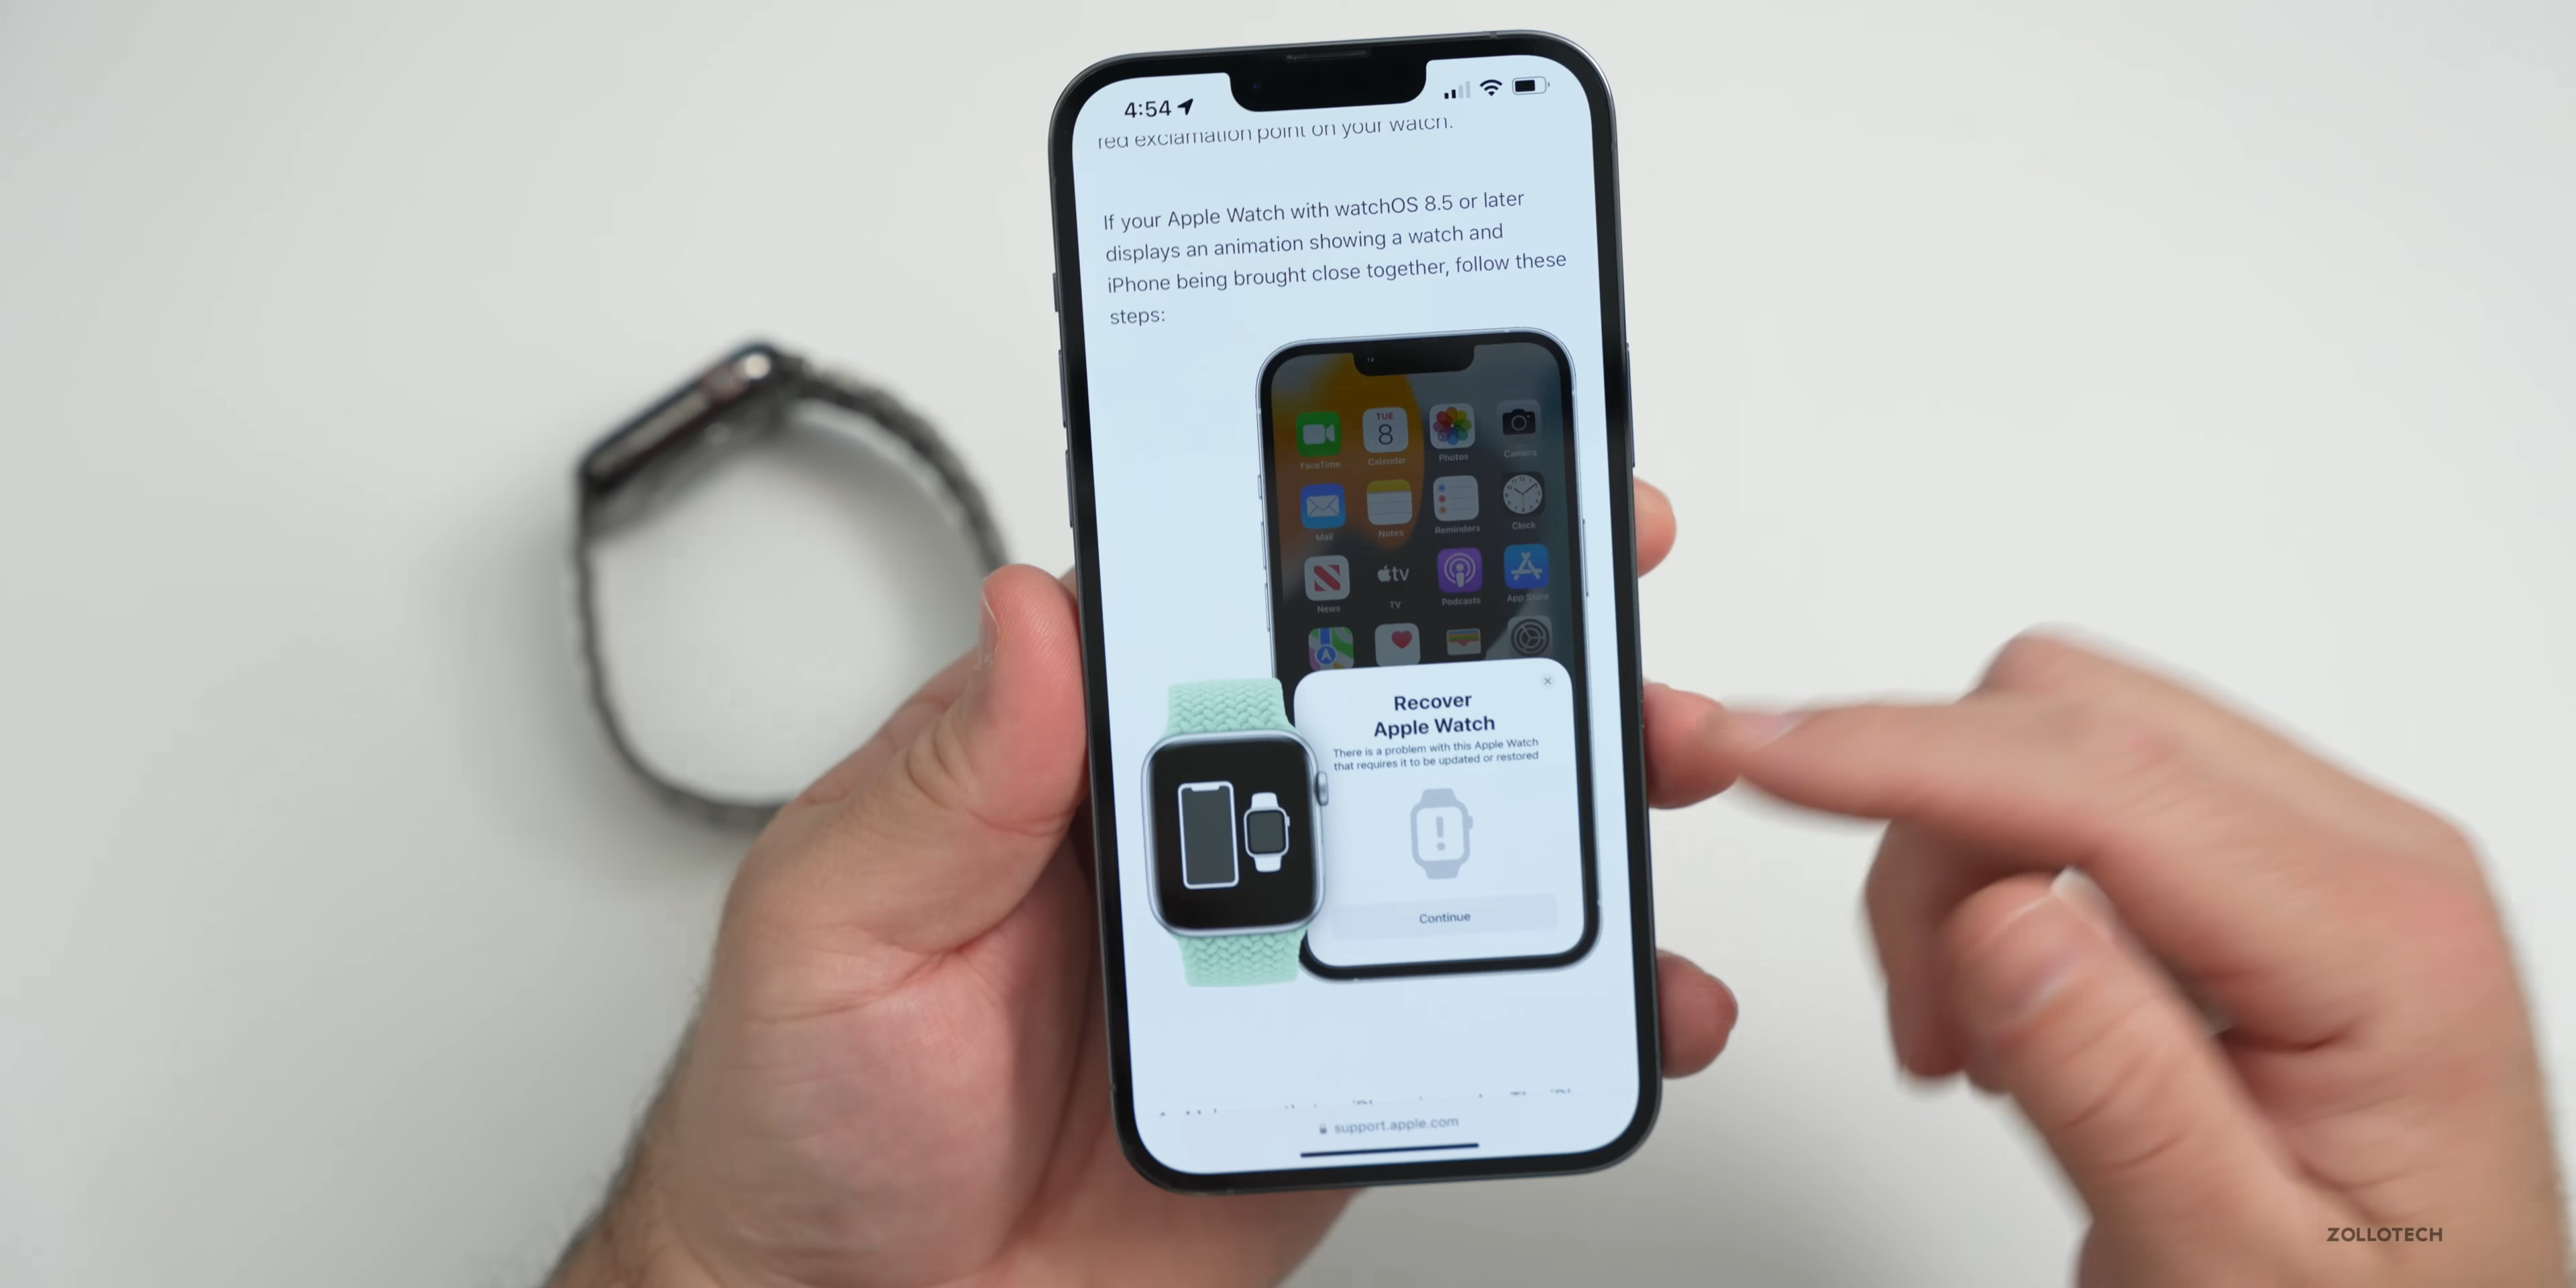 4:54
red exclamation point on your watch.
If your Apple Watch with watchOS 8.5 or later
displays an animation showing a watch and
iPhone being brought close together, follow these
steps:
TUE
8
FaceTime
Calendar
Photos
Camera
Mail
Notes
Reminders
Clock
tv
News
TV
Podcasts
App Store
Recover
Apple Watch
There is a problem with this Apple Watch
that requires it to be updated or restored
Continue
support.apple.com
ZOLLOTECH